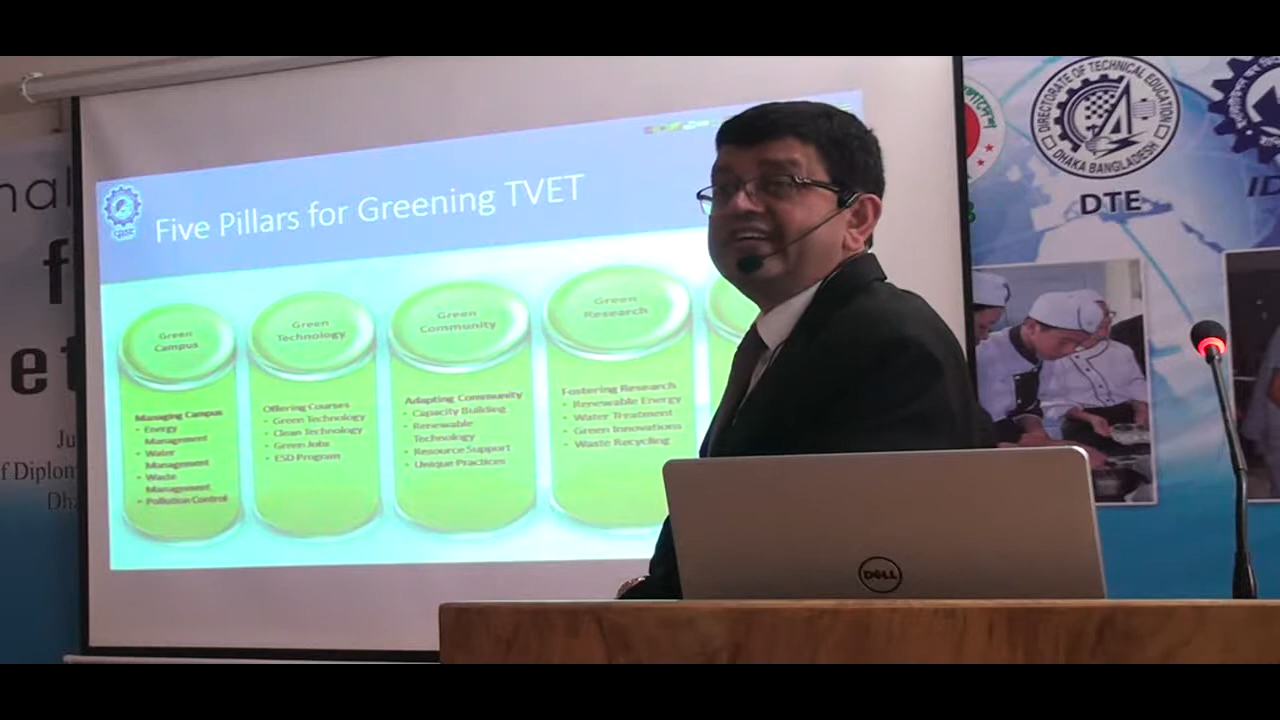 nal
f
et
Ju
f Diplom
Dha
Five Pillars for Greening TVET
Green
Campus
Managing Campus
• Energy
Management
• Water
Management
• Waste
Management
• Pollution Control
Green
Technology
Offering Courses
• Green Technology
• Clean Technology
• Green Jobs
• ESD Program
Green
Community
Adapting Community
• Capacity Building
• Renewable
Technology
• Resource Support
• Unique Practices
Green
Research
Fostering Research
• Renewable Energy
• Water Treatment
• Green Innovations
• Waste Recycling
DIRECTORATE OF TECHNICAL EDUCATION
DHAKA BANGLADESH
DTE
ID
DELL